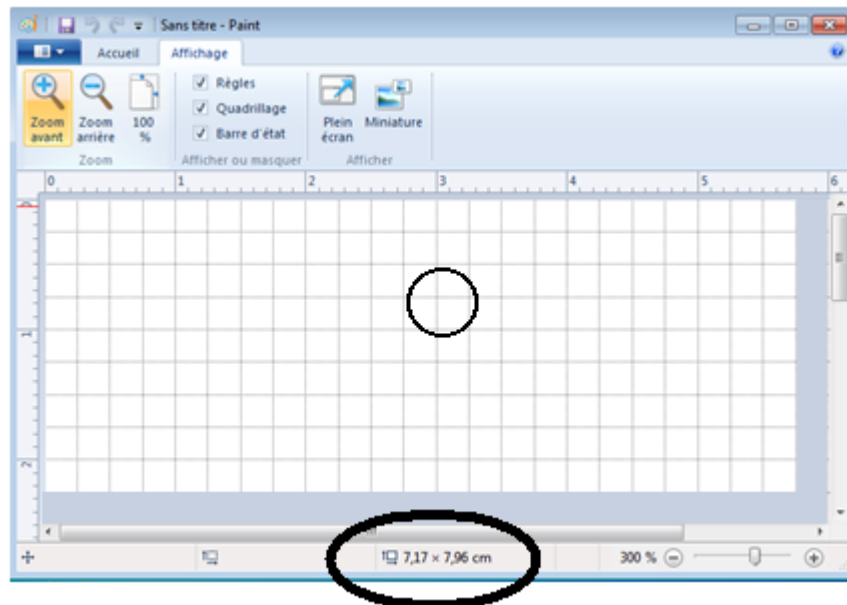 Sans titre - Paint
Accueil Affichage
Zoom avant
Zoom arrière
100 %
Règles
Quadrillage
Barre d'état
Plein écran
Miniature
Zoom
Afficher ou masquer
Afficher
0 1 2 3 4 5 6
0
1
2
7,17 × 7,96 cm
300 %